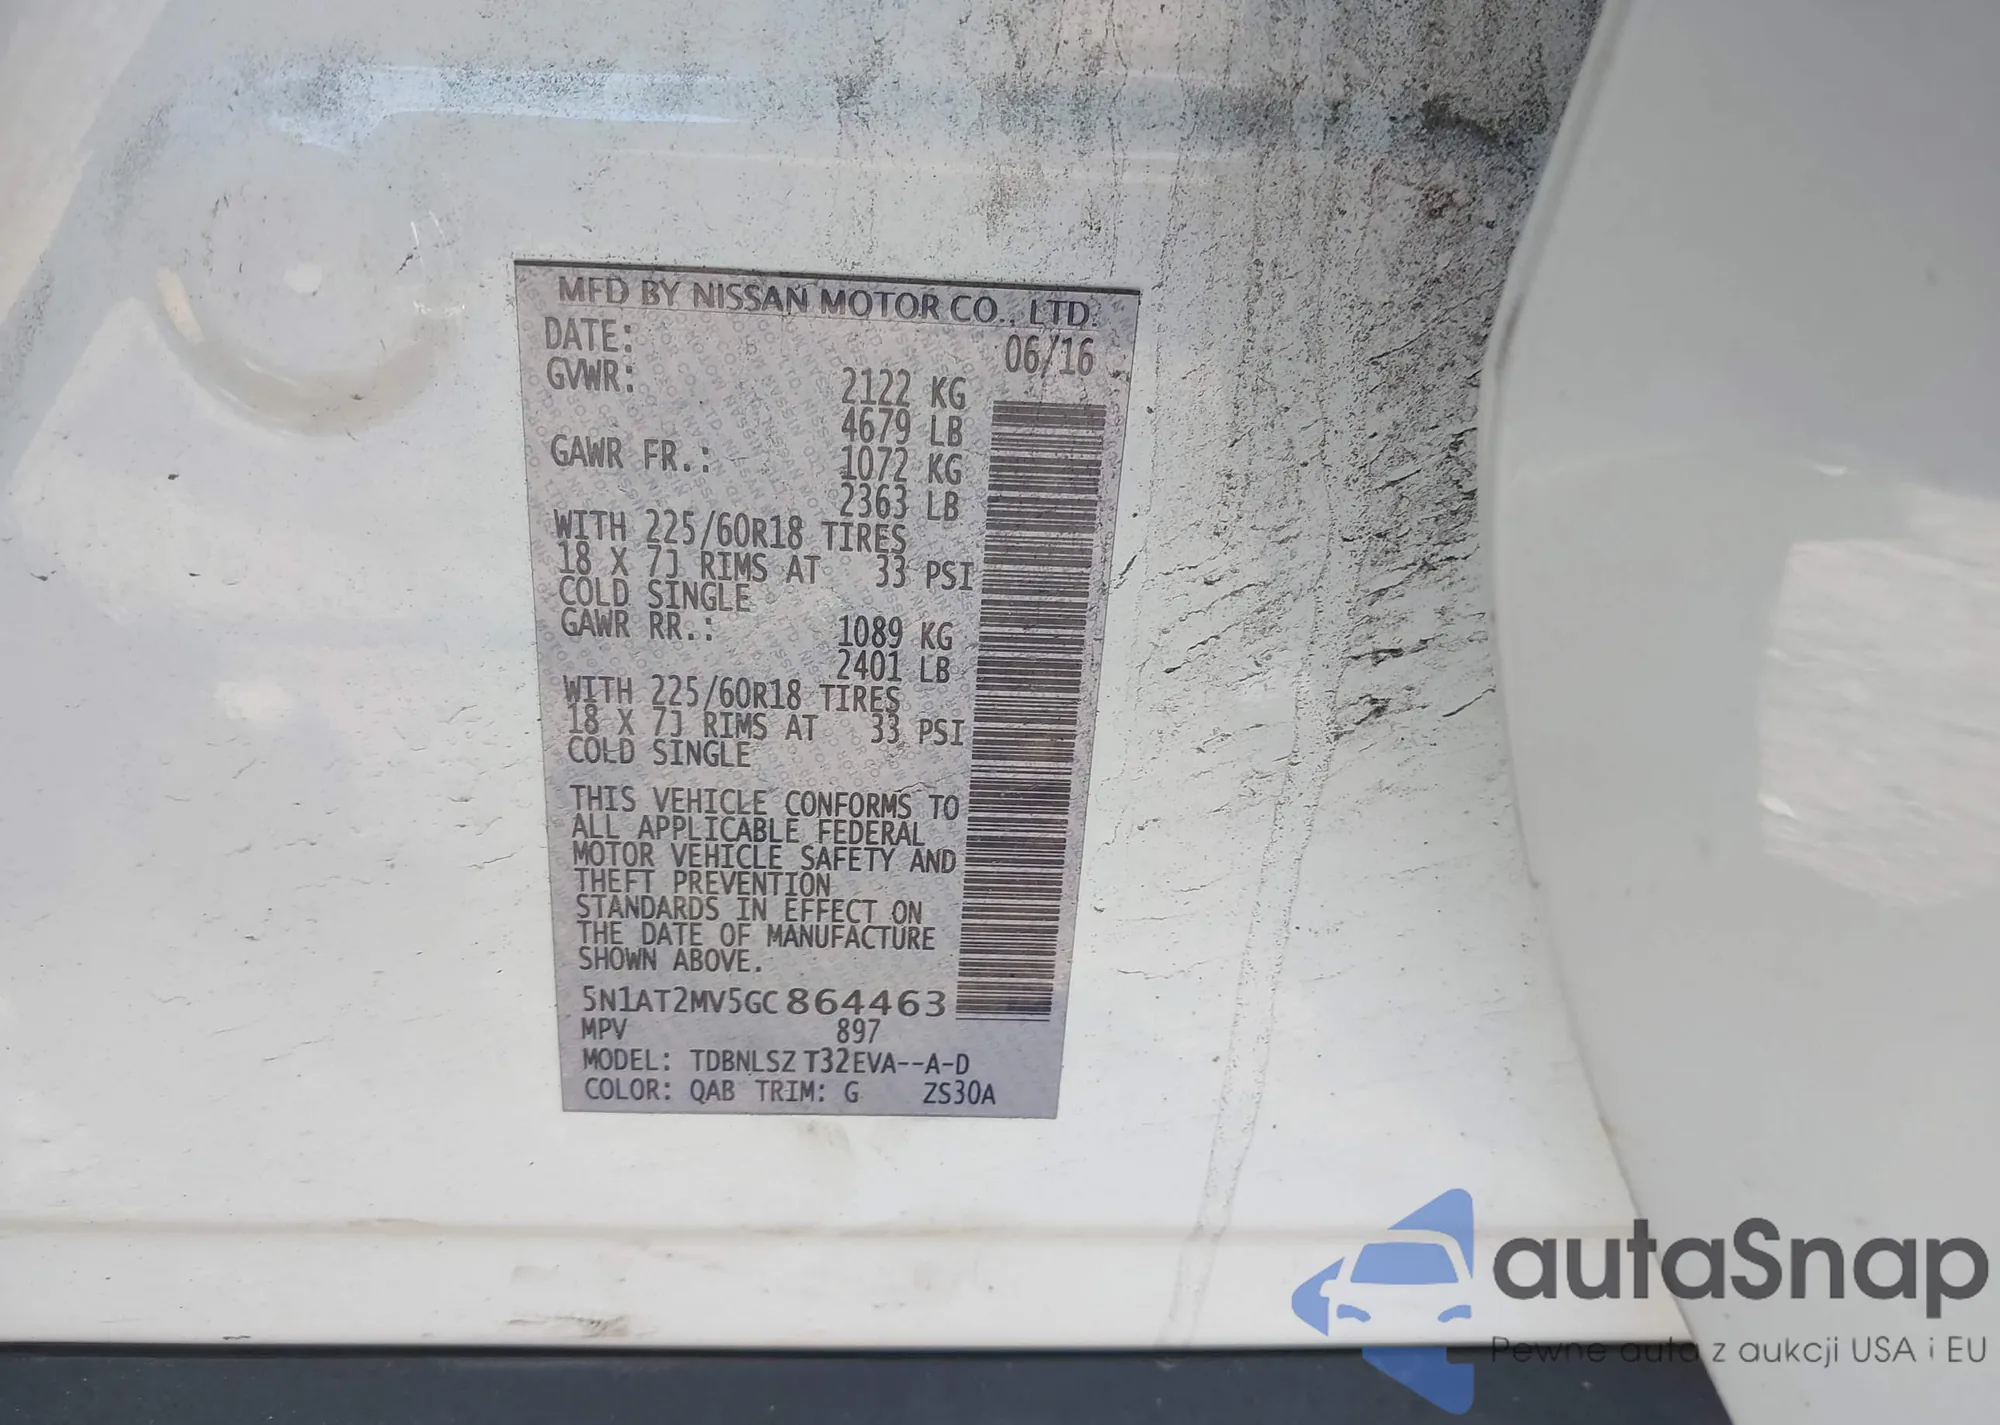 MFD BY NISSAN MOTOR CO., LTD.
DATE: 06/16
GVWR: 2122 KG
4679 LB
GAWR FR.: 1072 KG
2363 LB
WITH 225/60R18 TIRES
18 X 7J RIMS AT 33 PSI
COLD SINGLE
GAWR RR.: 1089 KG
2401 LB
WITH 225/60R18 TIRES
18 X 7J RIMS AT 33 PSI
COLD SINGLE
THIS VEHICLE CONFORMS TO
ALL APPLICABLE FEDERAL
MOTOR VEHICLE SAFETY AND
THEFT PREVENTION
STANDARDS IN EFFECT ON
THE DATE OF MANUFACTURE
SHOWN ABOVE.
5N1AT2MV5GC864463
MPV 897
MODEL: TDBNLSZ T32EVA--A-D
COLOR: QAB TRIM: G ZS30A
autaSnap
Pewne auta z aukcji USA i EU